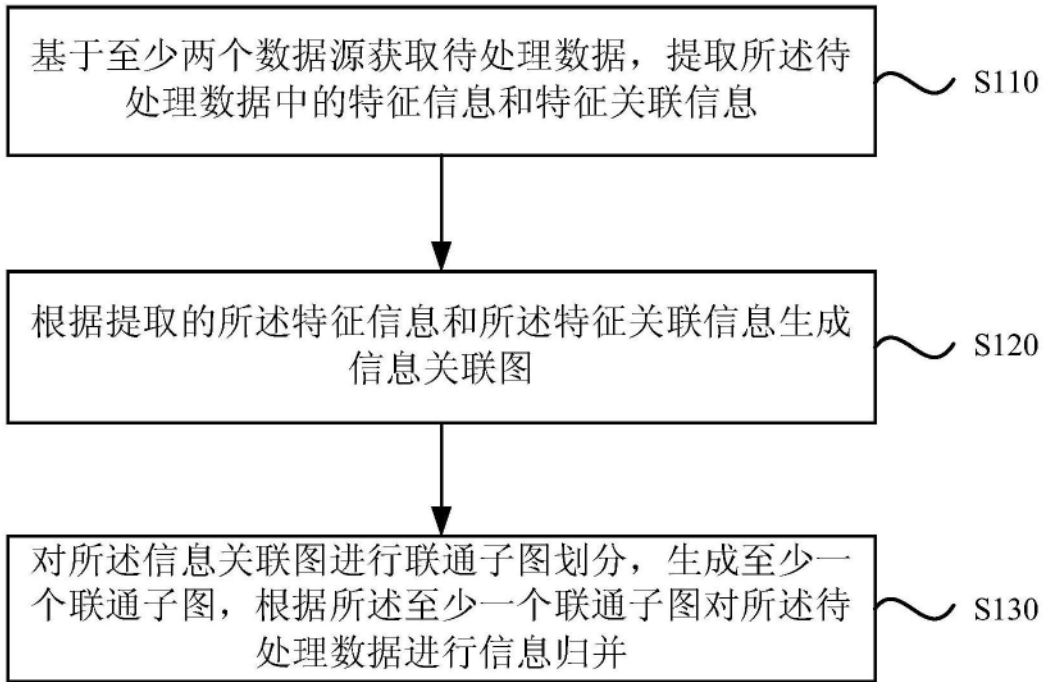 基于至少两个数据源获取待处理数据，提取所述待
处理数据中的特征信息和特征关联信息
S110
根据提取的所述特征信息和所述特征关联信息生成
信息关联图
S120
对所述信息关联图进行联通子图划分，生成至少一
个联通子图，根据所述至少一个联通子图对所述待
处理数据进行信息归并
S130